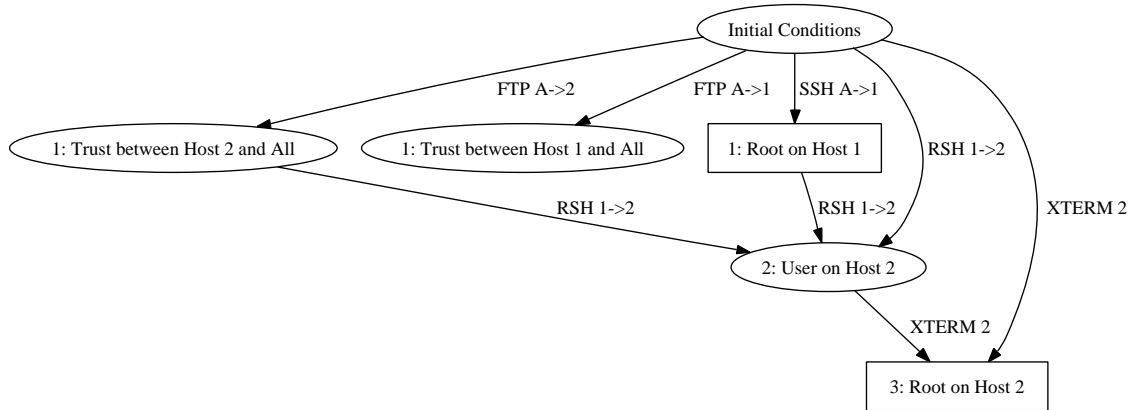 Initial Conditions
FTP A->2
FTP A->1
SSH A->1
1: Trust between Host 2 and All
1: Trust between Host 1 and All
1: Root on Host 1
RSH 1->2
RSH 1->2
RSH 1->2
XTERM 2
2: User on Host 2
XTERM 2
3: Root on Host 2